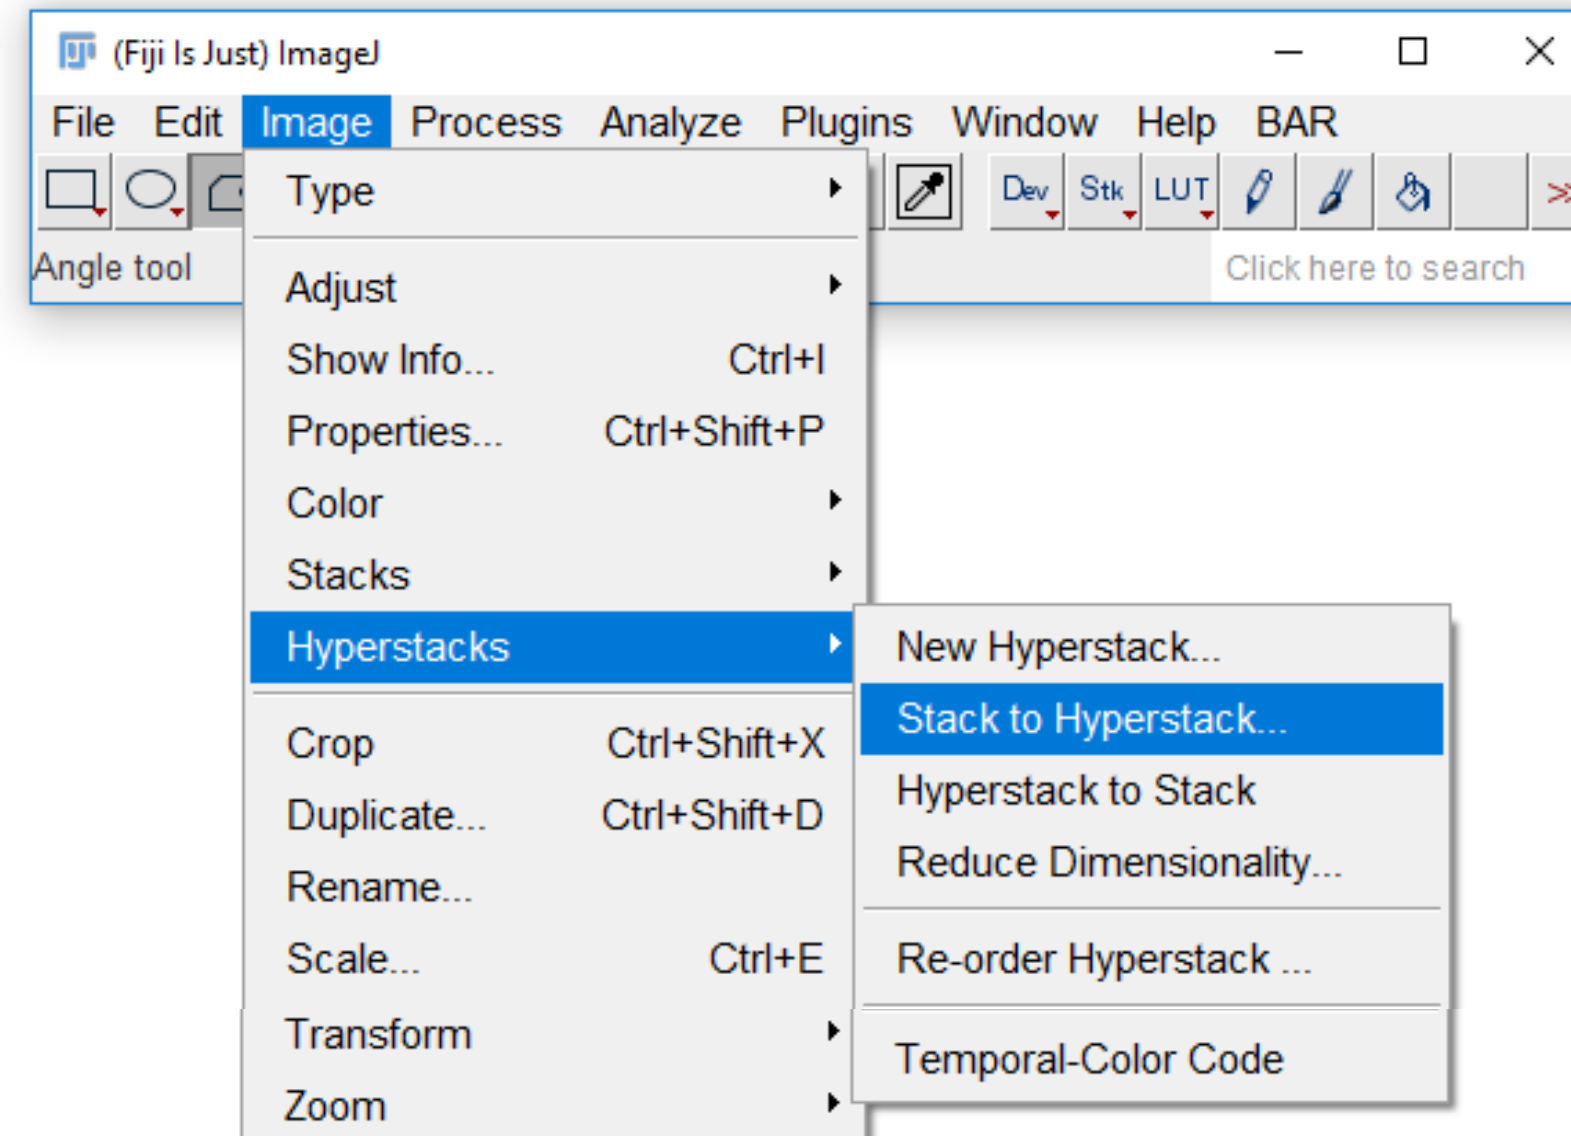 (Fiji Is Just) ImageJ
File Edit Image Process Analyze Plugins Window Help BAR
Dev Stk LUT >>
Angle tool
Click here to search
Type
Adjust
Show Info... Ctrl+I
Properties... Ctrl+Shift+P
Color
Stacks
Hyperstacks
Crop Ctrl+Shift+X
Duplicate... Ctrl+Shift+D
Rename...
Scale... Ctrl+E
Transform
Zoom
New Hyperstack...
Stack to Hyperstack...
Hyperstack to Stack
Reduce Dimensionality...
Re-order Hyperstack ...
Temporal-Color Code